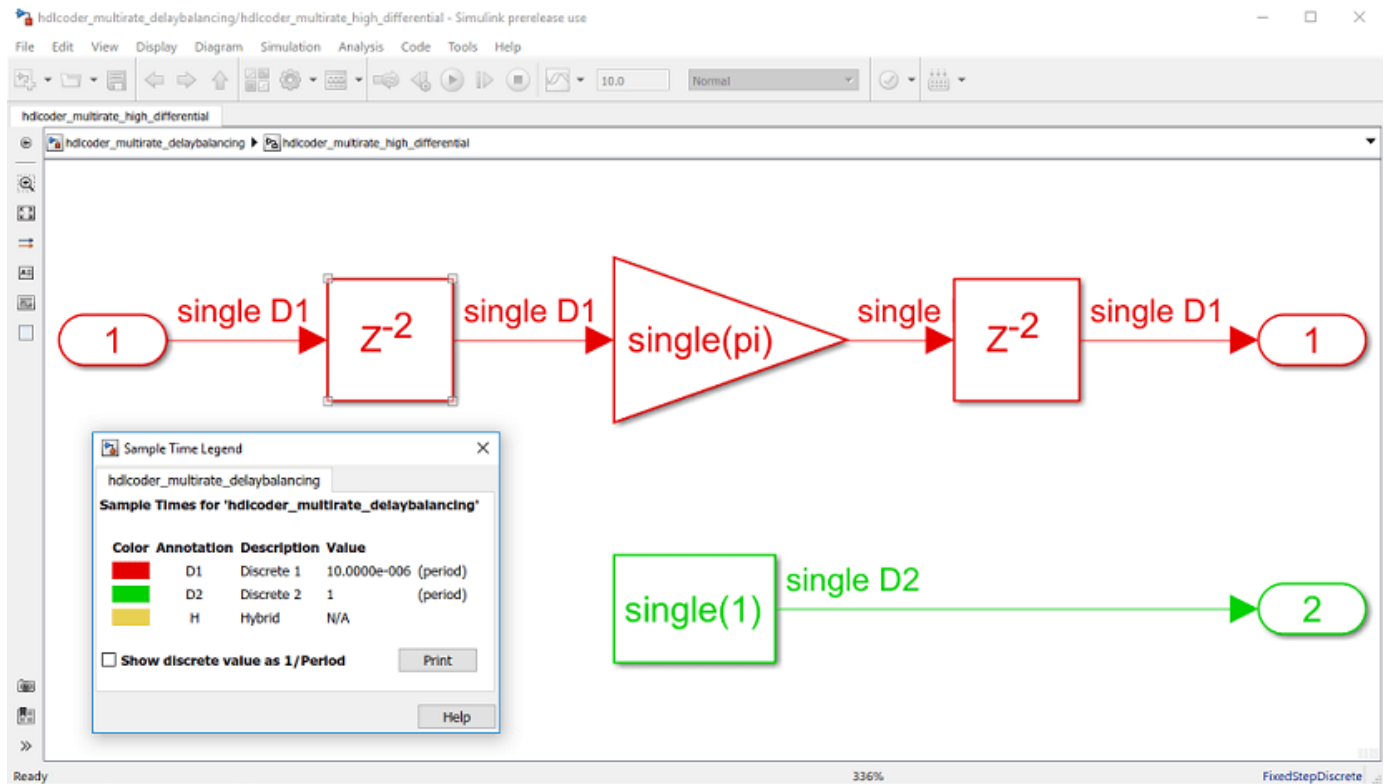 hdlcoder_multirate_delaybalancing/hdlcoder_multirate_high_differential - Simulink prerelease use
File Edit View Display Diagram Simulation Analysis Code Tools Help
10.0 Normal
hdlcoder_multirate_high_differential
hdlcoder_multirate_delaybalancing hdlcoder_multirate_high_differential
single D1 single D1 single single D1
1 Z-2 single(pi) Z-2 1
Sample Time Legend
hdlcoder_multirate_delaybalancing
Sample Times for 'hdlcoder_multirate_delaybalancing'
Color Annotation Description Value
D1 Discrete 1 10.0000e-006 (period)
D2 Discrete 2 1 (period)
H Hybrid N/A
Show discrete value as 1/Period Print
Help
single D2
single(1) 2
Ready 336% FixedStepDiscrete